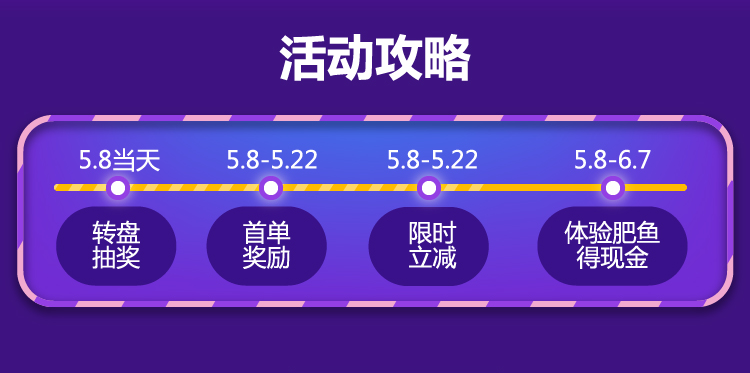 活动攻略
5.8当天
5.8-5.22
5.8-5.22
5.8-6.7
转盘
抽奖
首单
奖励
限时
立减
体验肥鱼
得现金